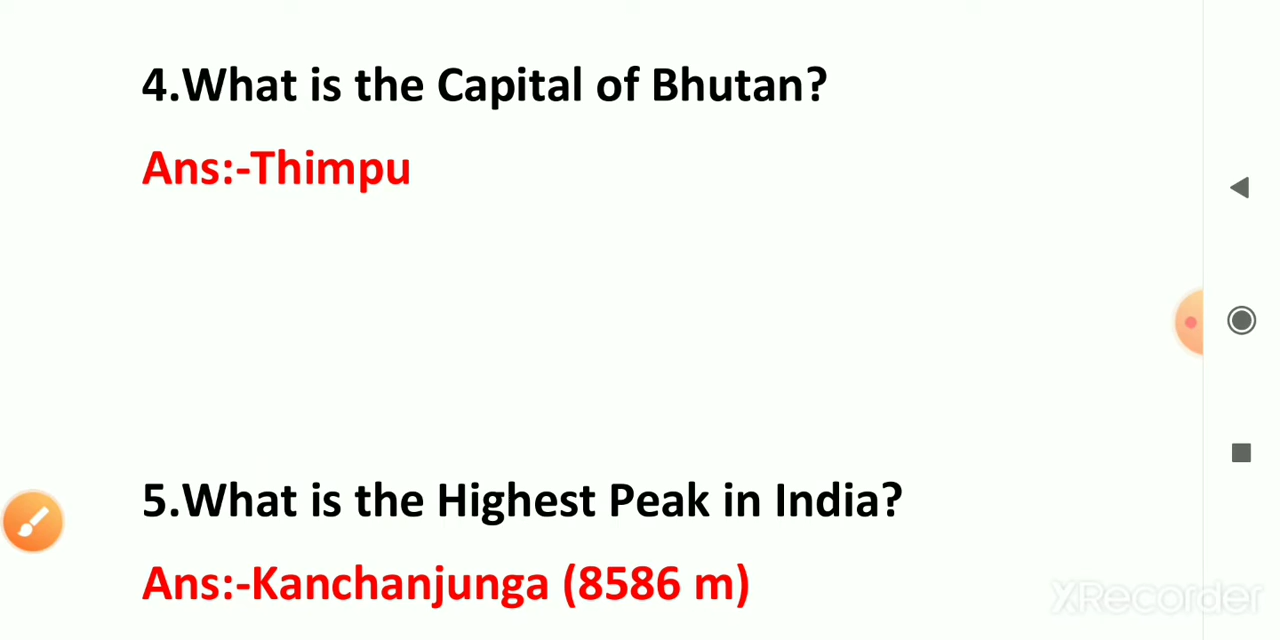 4.What is the Capital of Bhutan?
Ans:-Thimpu
5.What is the Highest Peak in India?
Ans:-Kanchanjunga (8586 m)
XRecorder